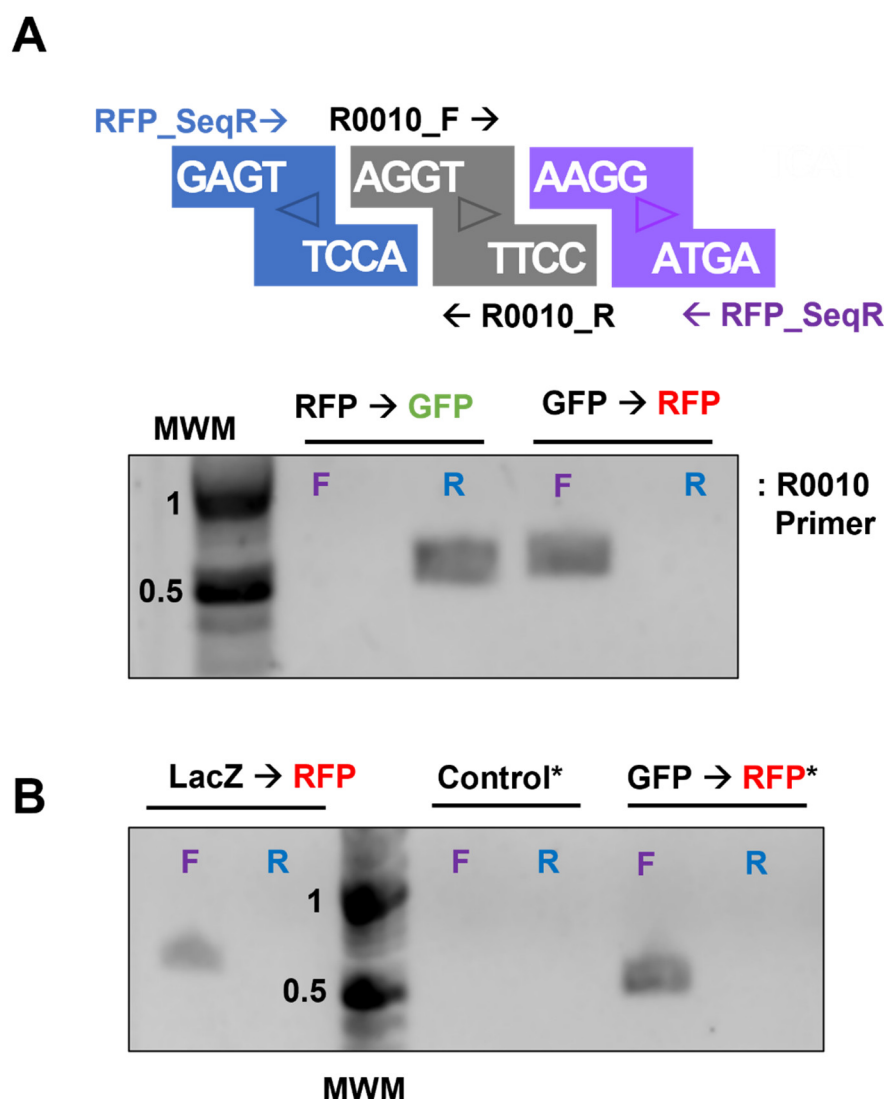 A
RFP_SeqR→ R0010_F →
GAGT AGGT AAGG
TCCA TTCC ATGA
← R0010_R ← RFP_SeqR
RFP → GFP GFP → RFP
MWM
F R F R : R0010
Primer
1
0.5
B
LacZ → RFP Control* GFP → RFP*
F R F R F R
1
0.5
MWM